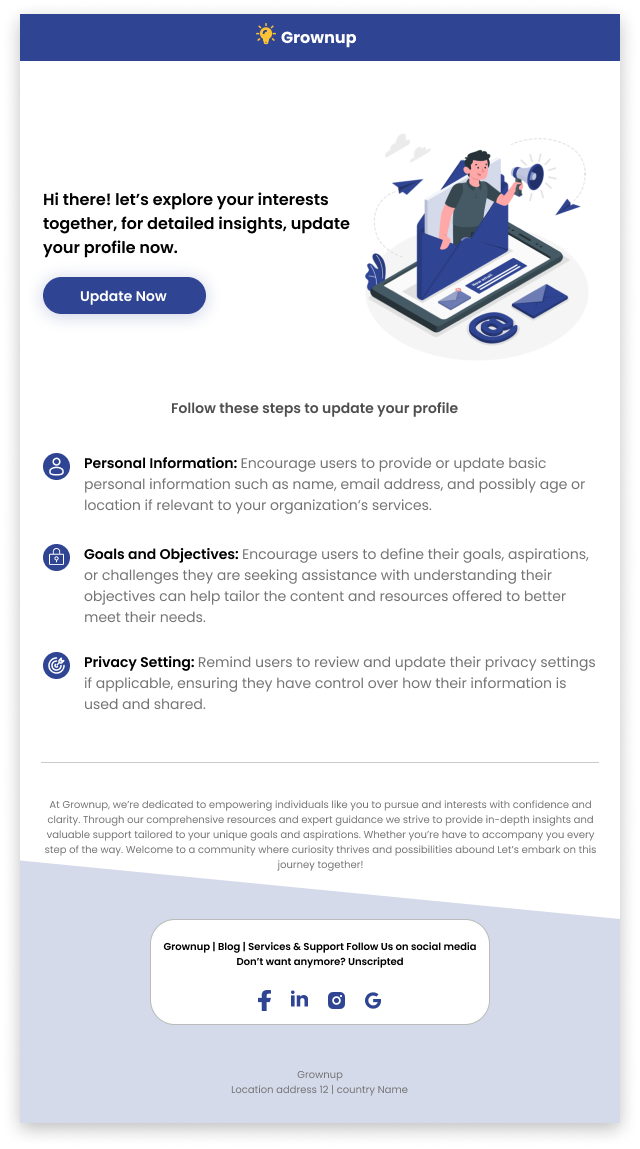 Grownup
Hi there! let's explore your interests
together, for detailed insights, update
your profile now.
Update Now
Follow these steps to update your profile
Personal Information: Encourage users to provide or update basic
personal information such as name, email address, and possibly age or
location if relevant to your organization's services.
Goals and Objectives: Encourage users to define their goals, aspirations,
or challenges they are seeking assistance with understanding their
objectives can help tailor the content and resources offered to better
meet their needs.
Privacy Setting: Remind users to review and update their privacy settings
if applicable, ensuring they have control over how their information is
used and shared.
At Grownup, we're dedicated to empowering individuals like you to pursue and interests with confidence and
clarity. Through our comprehensive resources and expert guidance we strive to provide in-depth insights and
valuable support tailored to your unique goals and aspirations. Whether you're have to accompany you every
step of the way. Welcome to a community where curiosity thrives and possibilities abound Let's embark on this
journey together!
Grownup | Blog | Services & Support Follow Us on social media
Don't want anymore? Unscripted
Grownup
Location address 12 | country Name